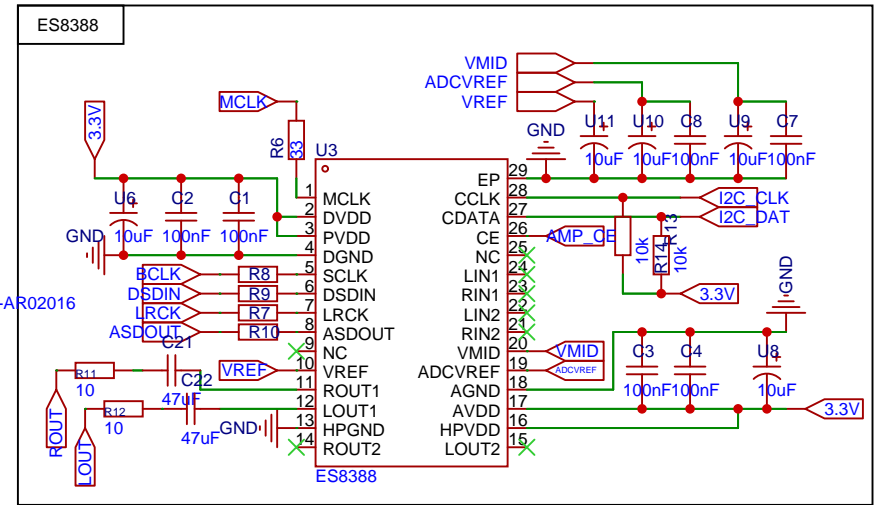 ES8388
VMID
ADCVREF
VREF
MCLK
3.3V
R6
33
U3
GND
U11
U10
C8
U9
C7
10uF
10uF
100nF
10uF
100nF
U6
C2
C1
10uF
100nF
100nF
GND
1 MCLK
2 DVDD
3 PVDD
4 DGND
5 SCLK
6 DSDIN
7 LRCK
8 ASDOUT
9 NC
10 VREF
11 ROUT1
12 LOUT1
13 HPGND
14 ROUT2
EP 29
CCLK 28
CDATA 27
CE 26
NC 25
LIN1 24
RIN1 23
LIN2 22
RIN2 21
VMID 20
ADCVREF 19
AGND 18
AVDD 17
HPVDD 16
LOUT2 15
I2C_CLK
I2C_DAT
AMP_CE
10k
R14
10k
R13
3.3V
GND
BCLK
R8
DSDIN
R9
-AR02016
LRCK
R7
ASDOUT
R10
VREF
C21
47uF
R11
10
C22
47uF
R12
10
ROUT
LOUT
GND
VMID
ADCVREF
C3
C4
U8
100nF
100nF
10uF
3.3V
ES8388